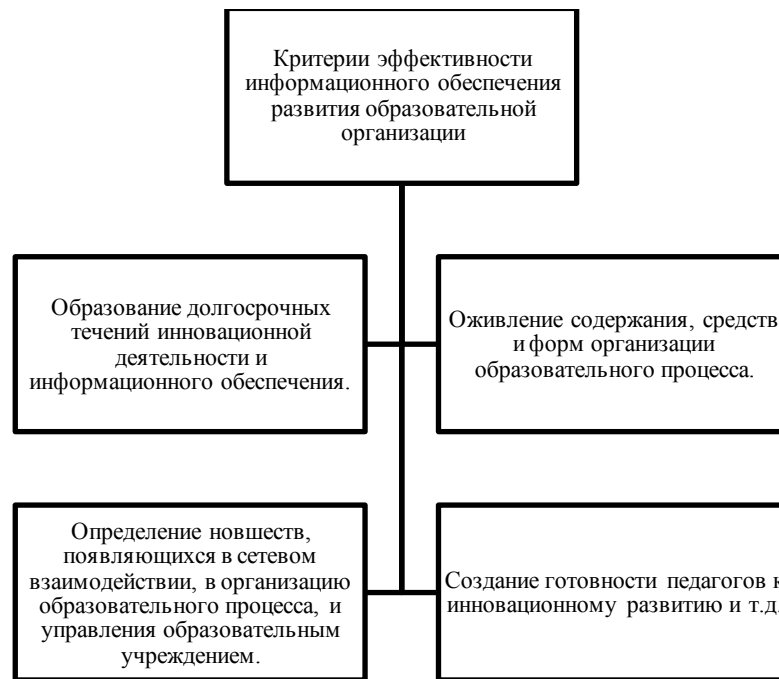 Критерии эффективности
информационного обеспечения
развития образовательной
организации
Образование долгосрочных
течений инновационной
деятельности и
информационного обеспечения.
Оживление содержания, средств
и форм организации
образовательного процесса.
Определение новшеств,
появляющихся в сетевом
взаимодействии, в организацию
образовательного процесса, и
управления образовательным
учреждением.
Создание готовности педагогов к
инновационному развитию и т.д.